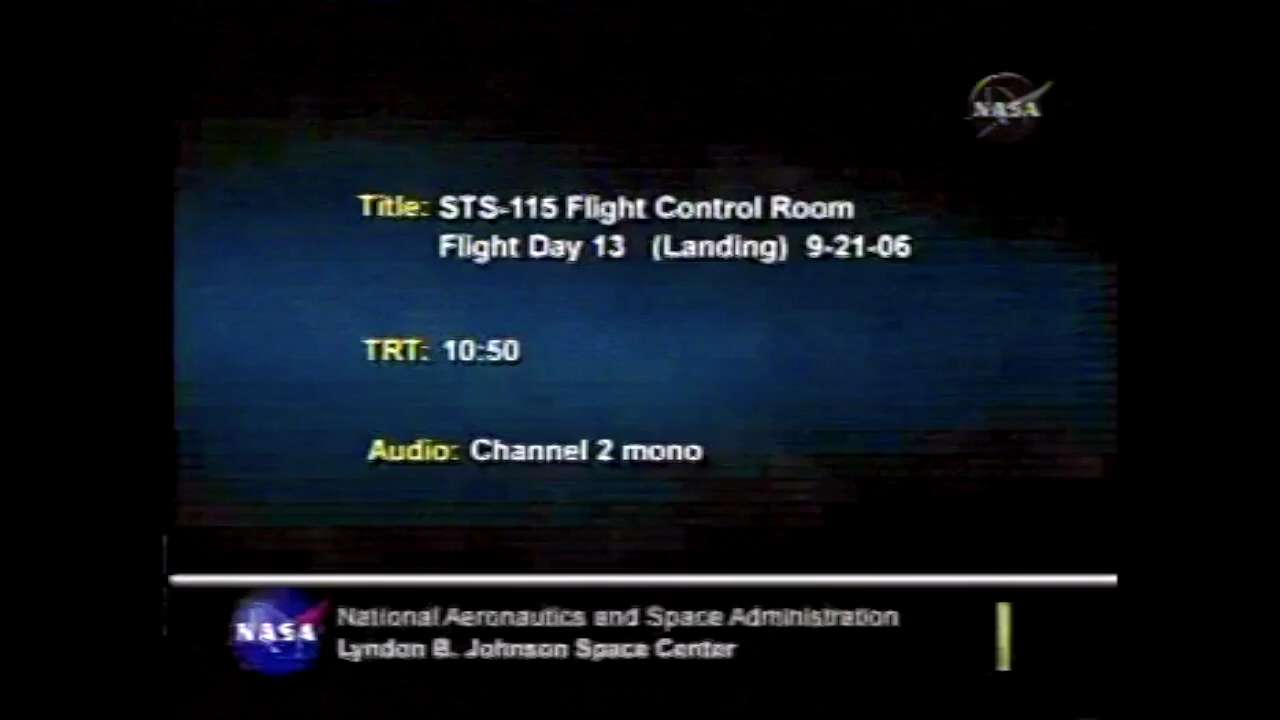 NASA
Title: STS-115 Flight Control Room
Flight Day 13 (Landing) 9-21-06
TRT: 10:50
Audio: Channel 2 mono
NASA
National Aeronautics and Space Administration
Lyndon B. Johnson Space Center